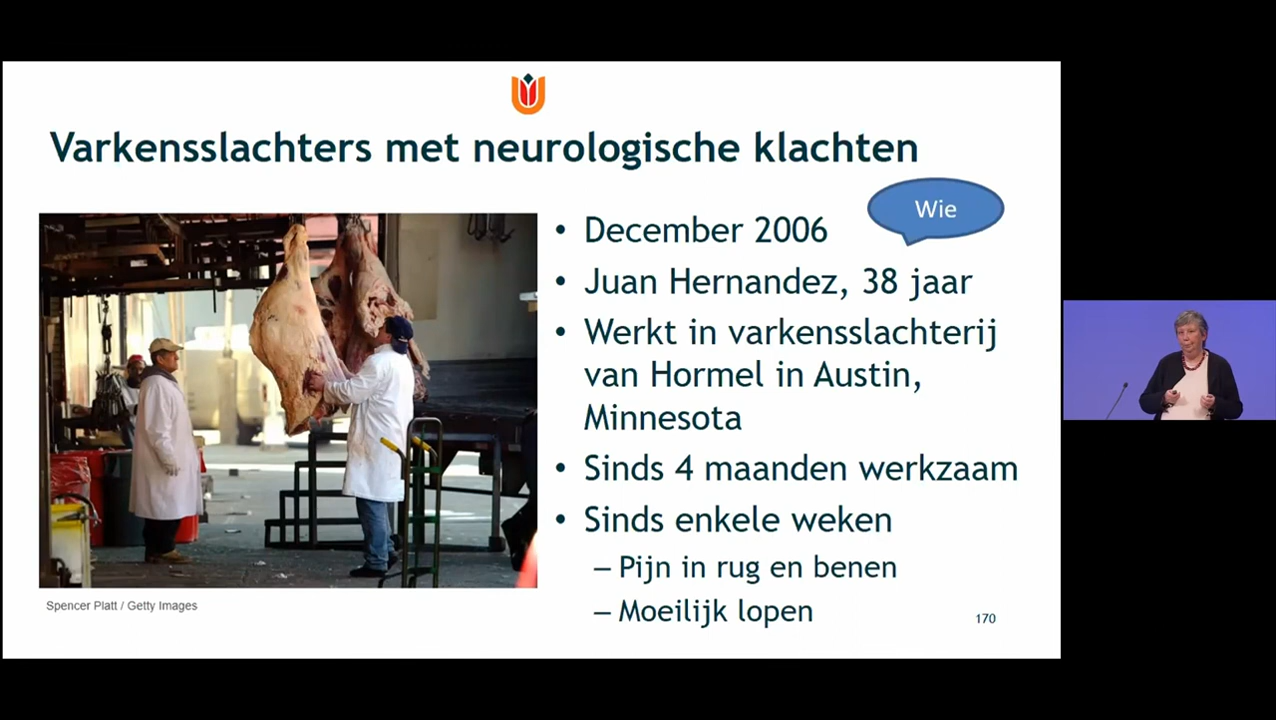 Varkensslachters met neurologische klachten
Wie
• December 2006
• Juan Hernandez, 38 jaar
• Werkt in varkensslachterij
van Hormel in Austin,
Minnesota
• Sinds 4 maanden werkzaam
• Sinds enkele weken
– Pijn in rug en benen
– Moeilijk lopen
Spencer Platt / Getty Images
170